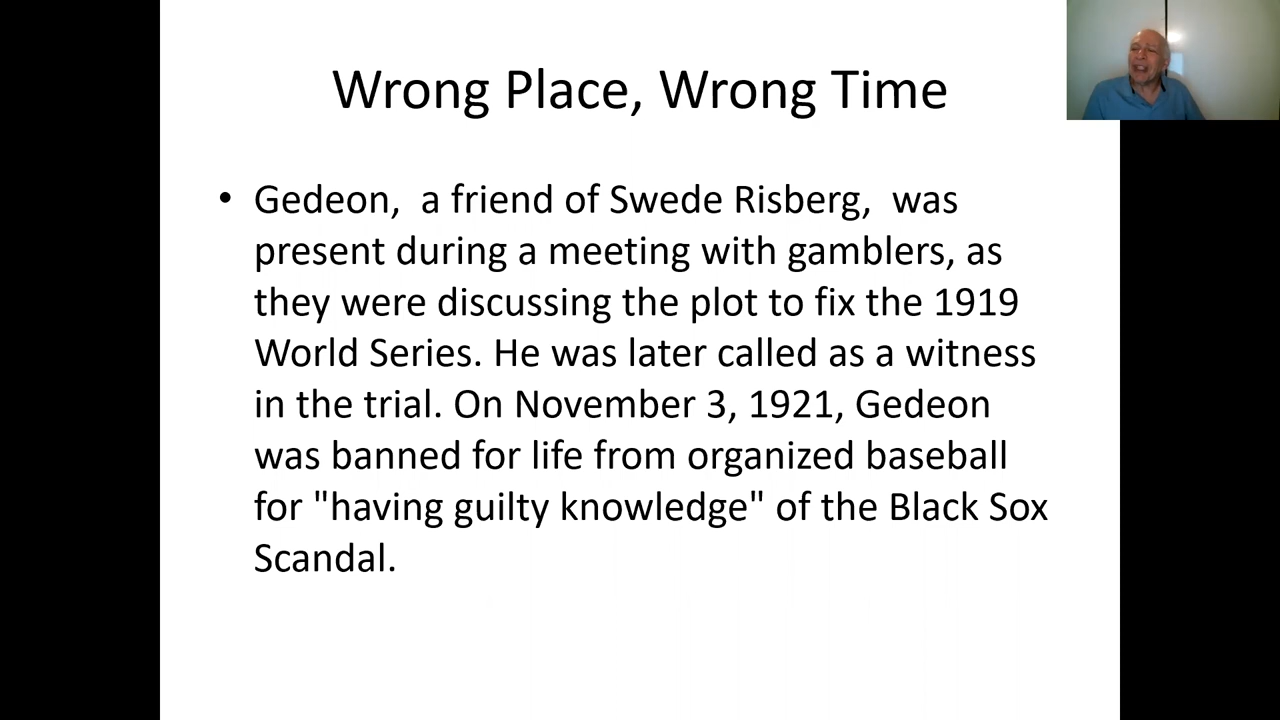 Wrong Place, Wrong Time
• Gedeon,  a friend of Swede Risberg,  was
present during a meeting with gamblers, as
they were discussing the plot to fix the 1919
World Series. He was later called as a witness
in the trial. On November 3, 1921, Gedeon
was banned for life from organized baseball
for "having guilty knowledge" of the Black Sox
Scandal.